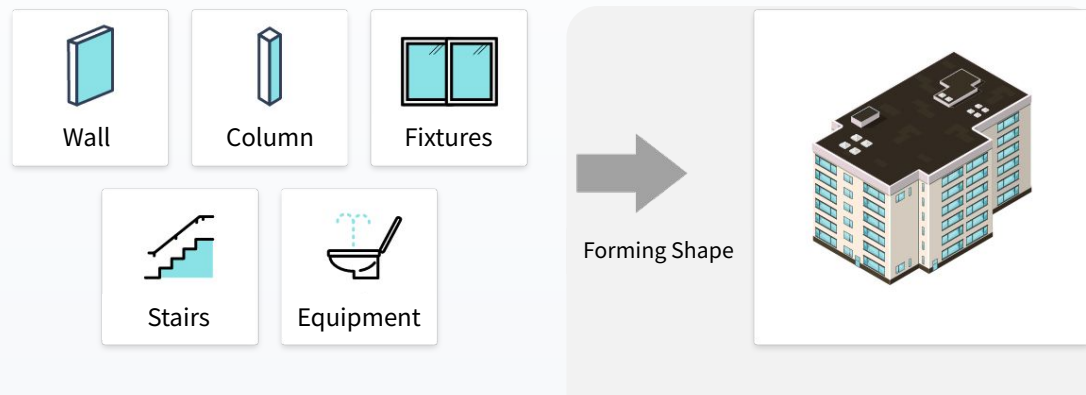 Wall
Column
Fixtures
Stairs
Equipment
Forming Shape